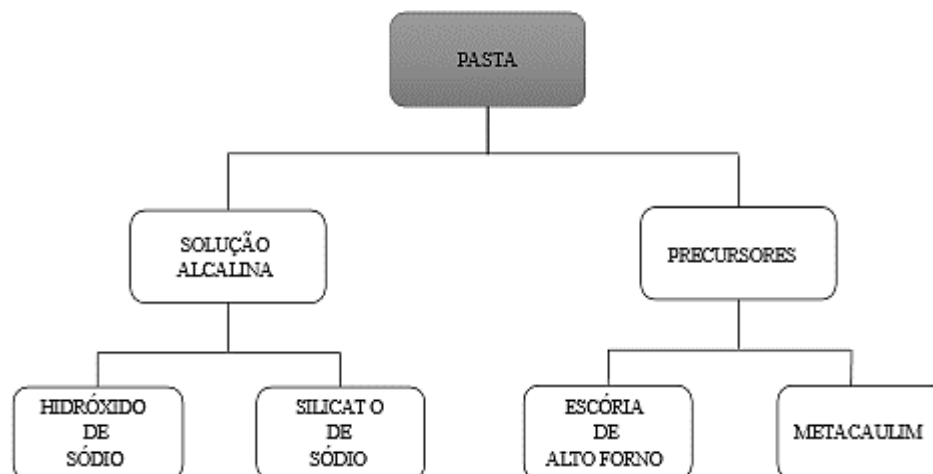 PASTA
SOLUÇÃO
ALCALINA
PRECURSORES
HIDRÓXIDO
DE
SÓDIO
SILICAT O
DE
SÓDIO
ESCÓRIA
DE
ALTO FORNO
METACAULIM